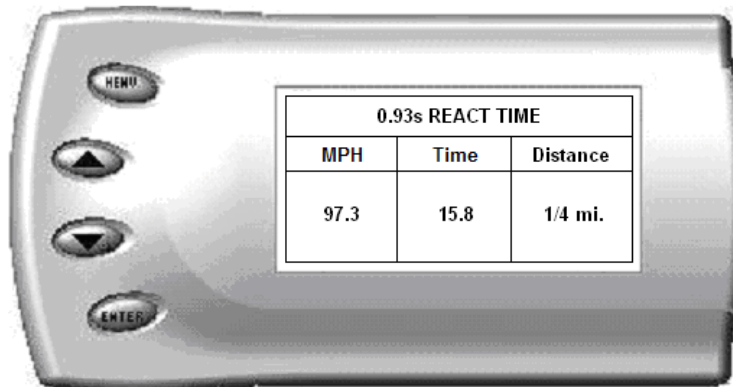 MENU
0.93s REACT TIME
MPH Time Distance
97.3 15.8 1/4 mi.
ENTER